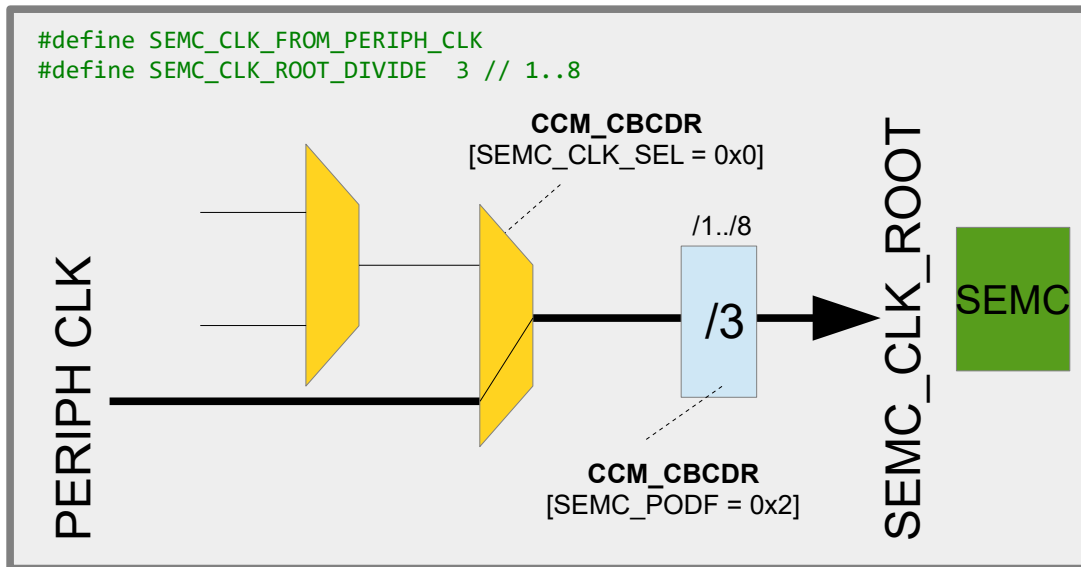 #define SEMC_CLK_FROM_PERIPH_CLK
#define SEMC_CLK_ROOT_DIVIDE  3 // 1..8
CCM_CBCDR
[SEMC_CLK_SEL = 0x0]
/1../8
/3
PERIPH CLK
SEMC_CLK_ROOT
SEMC
CCM_CBCDR
[SEMC_PODF = 0x2]